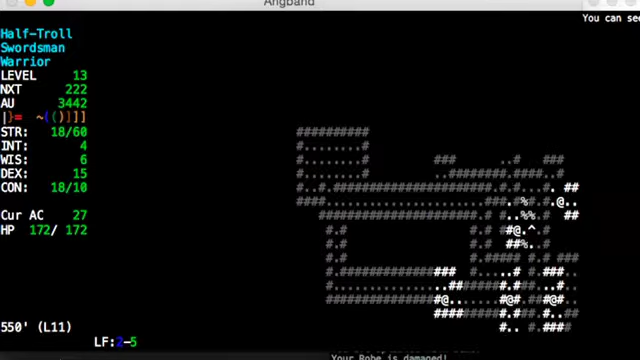 Angband
You can see
Half-Troll
Swordsman
Warrior
LEVEL 13
NXT 222
AU 3442
|}= ~(()]]]
STR: 18/60
INT: 4
WIS: 6
DEX: 15
CON: 18/10
Cur AC 27
HP 172/ 172
550' (L11)
LF:2-5
Your Robe is damaged!